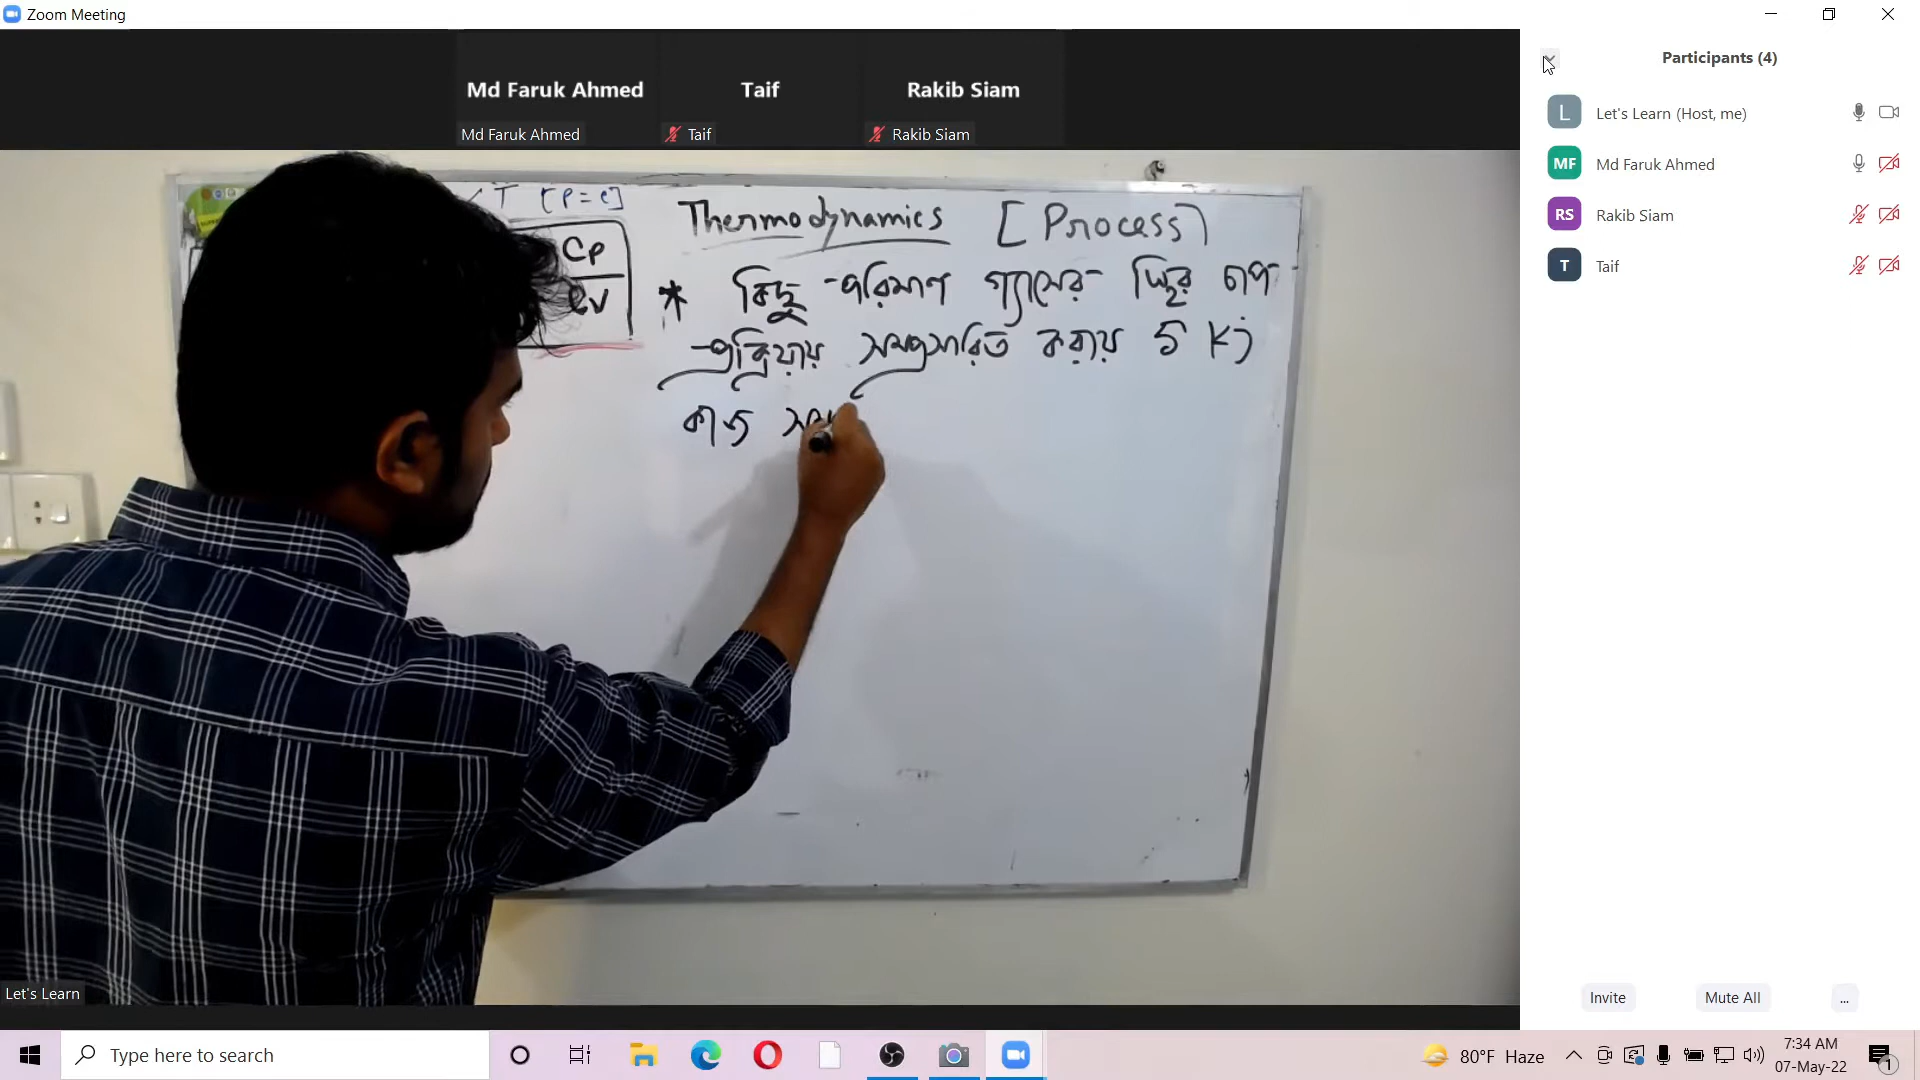 Zoom Meeting
Md Faruk Ahmed
Taif
Rakib Siam
Md Faruk Ahmed
Taif
Rakib Siam
Participants (4)
L Let's Learn (Host, me)
MF Md Faruk Ahmed
RS Rakib Siam
T Taif
T [P = C]
Cp
Cv
Thermodynamics [Process]
* কিছু পরিমাণ গ্যাসের স্থির চাপ
প্রক্রিয়ায় সম্প্রসারিত করায় 5 kJ
কাজ
Let's Learn
Invite
Mute All
...
Type here to search
80°F Haze
7:34 AM
07-May-22
1